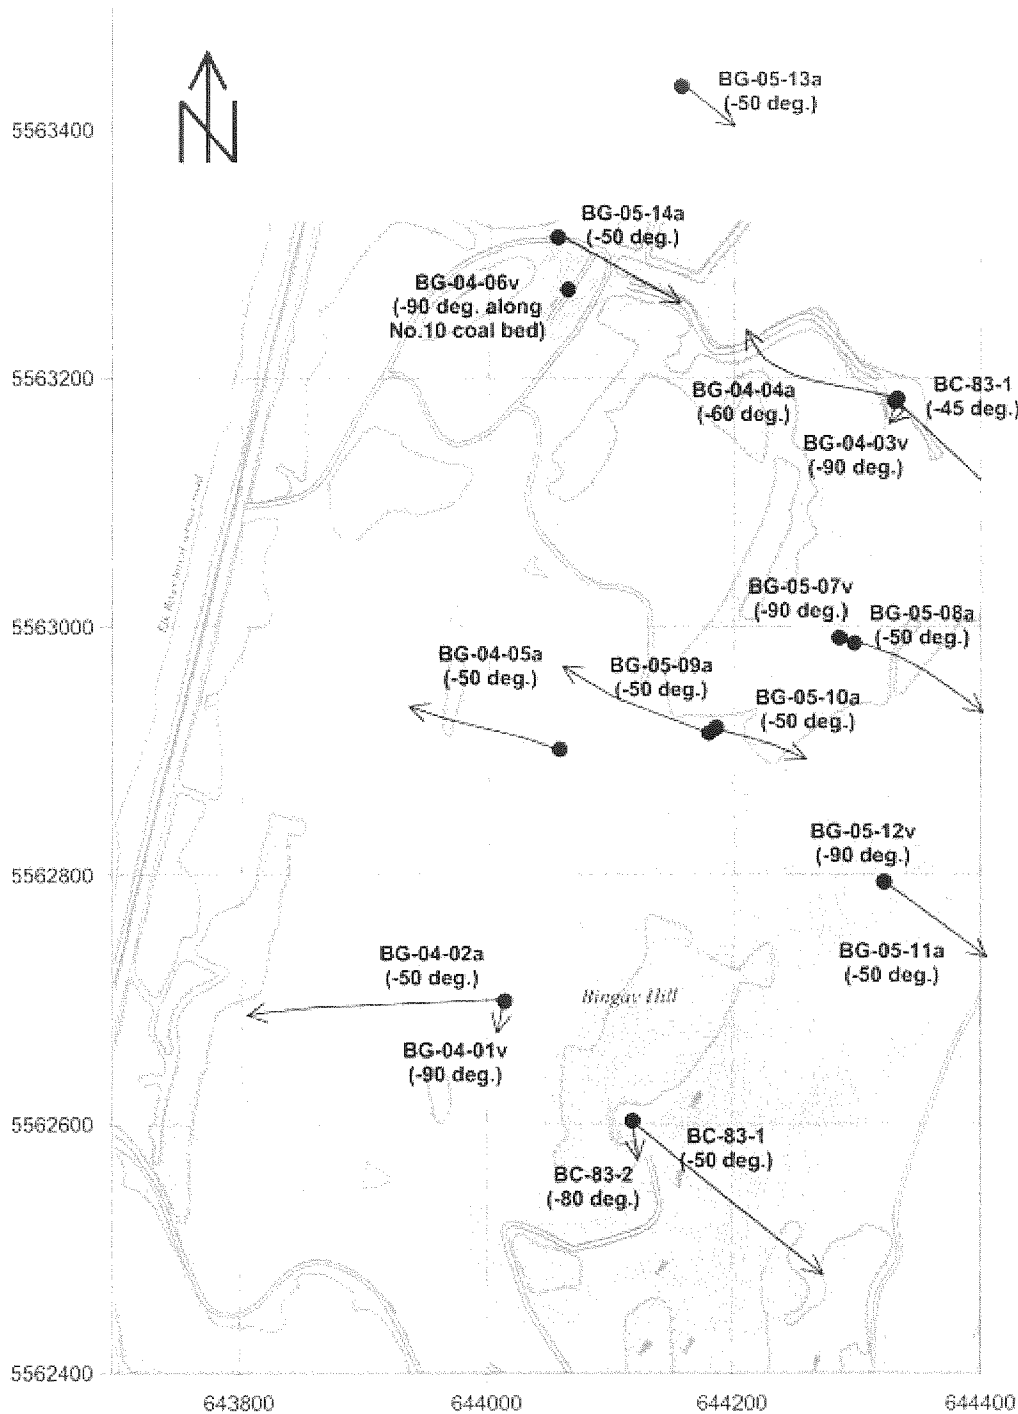 BG-05-13a
(-50 deg.)
5563400
N
BG-05-14a
(-50 deg.)
BG-04-06v
(-90 deg. along
No.10 coal bed)
5563200
BG-04-04a
(-60 deg.)
BC-83-1
(-45 deg.)
BG-04-03v
(-90 deg.)
BG-05-07v
(-90 deg.)
BG-05-08a
(-50 deg.)
5563000
BG-04-05a
(-50 deg.)
BG-05-09a
(-50 deg.)
BG-05-10a
(-50 deg.)
BG-05-12v
(-90 deg.)
5562800
BG-04-02a
(-50 deg.)
BG-05-11a
(-50 deg.)
Bingay Hill
BG-04-01v
(-90 deg.)
5562600
BC-83-1
(-50 deg.)
BC-83-2
(-80 deg.)
5562400
643800
644000
644200
644400